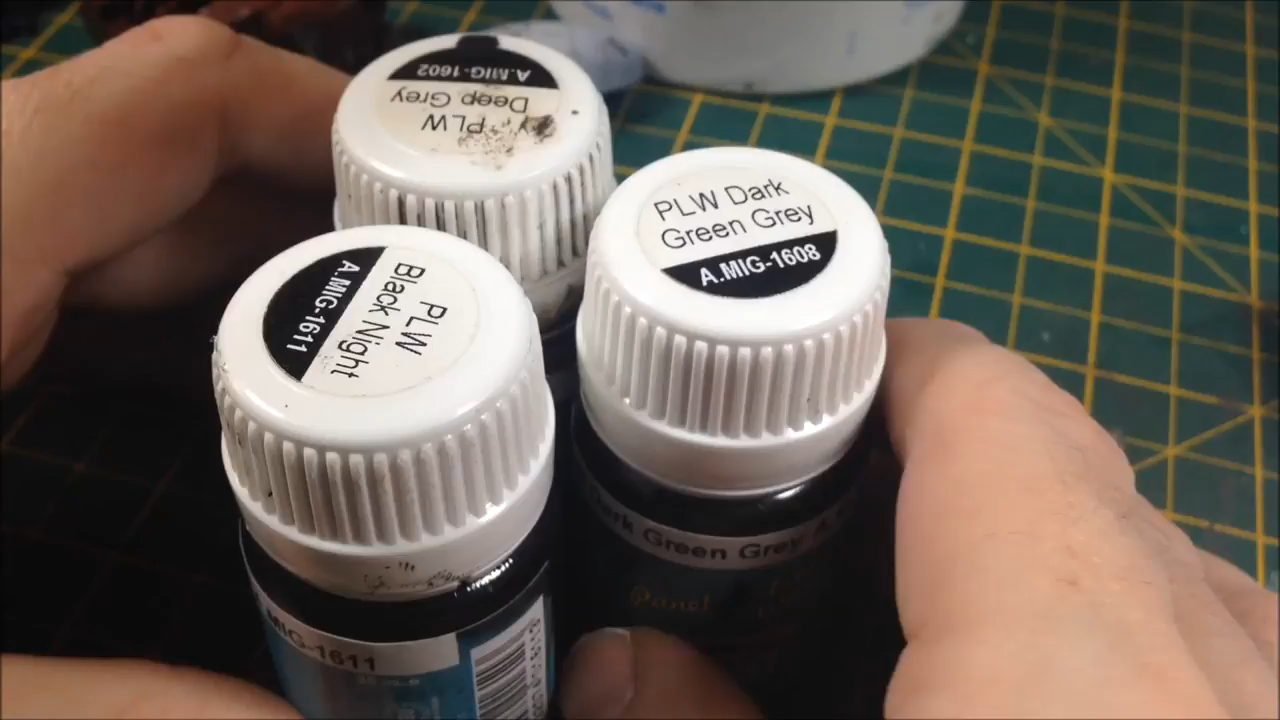 A.MIG-1602
PLW
Deep Grey
PLW Dark
Green Grey
A.MIG-1608
PLW
Black Night
A.MIG-1611
Dark Green Grey
Panel
MIG-1611